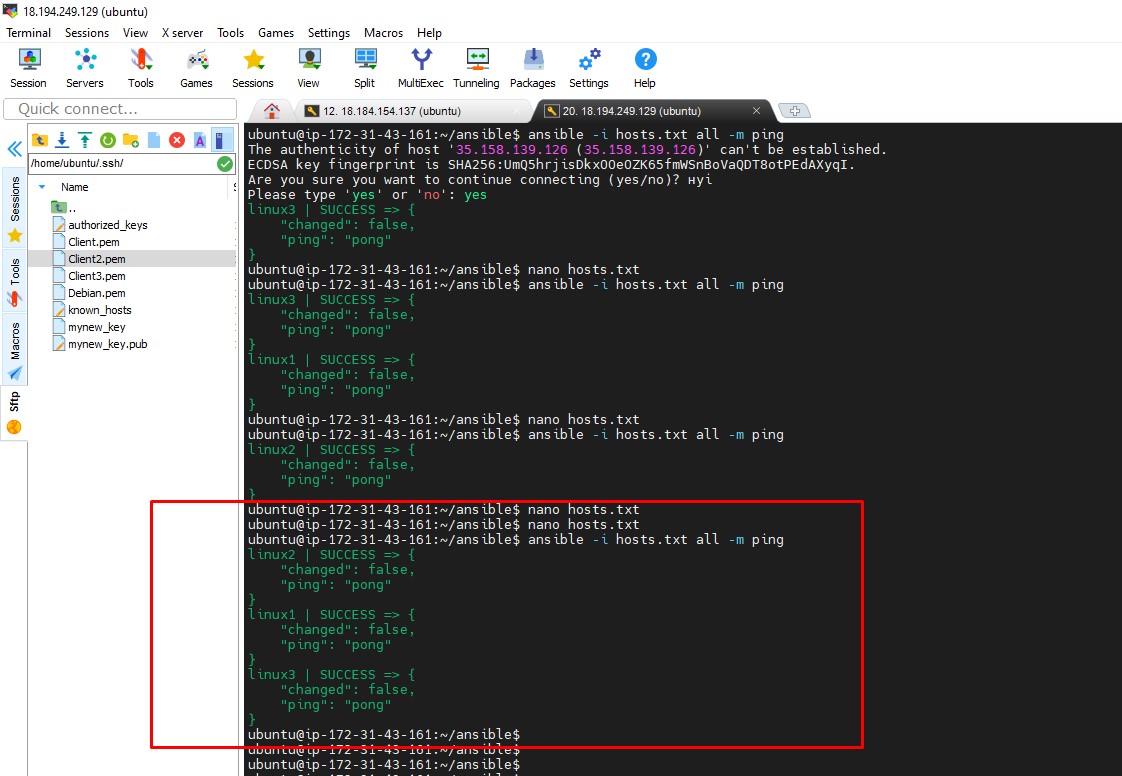 18.194.249.129 (ubuntu)
Terminal Sessions View X server Tools Games Settings Macros Help
Session Servers Tools Games Sessions View Split MultiExec Tunneling Packages Settings Help
Quick connect...
12. 18.184.154.137 (ubuntu)
20. 18.194.249.129 (ubuntu)
/home/ubuntu/.ssh/
Name
..
authorized_keys
Client.pem
Client2.pem
Client3.pem
Debian.pem
known_hosts
mynew_key
mynew_key.pub
Sessions
Tools
Macros
Sftp
ubuntu@ip-172-31-43-161:~/ansible$ ansible -i hosts.txt all -m ping
The authenticity of host '35.158.139.126 (35.158.139.126)' can't be established.
ECDSA key fingerprint is SHA256:UmQ5hrjisDkxOOeOZK65fmWSnBoVaQDT8otPEdAXyqI.
Are you sure you want to continue connecting (yes/no)? нуі
Please type 'yes' or 'no': yes
linux3 | SUCCESS => {
    "changed": false,
    "ping": "pong"
}
ubuntu@ip-172-31-43-161:~/ansible$ nano hosts.txt
ubuntu@ip-172-31-43-161:~/ansible$ ansible -i hosts.txt all -m ping
linux3 | SUCCESS => {
    "changed": false,
    "ping": "pong"
}
linux1 | SUCCESS => {
    "changed": false,
    "ping": "pong"
}
ubuntu@ip-172-31-43-161:~/ansible$ nano hosts.txt
ubuntu@ip-172-31-43-161:~/ansible$ ansible -i hosts.txt all -m ping
linux2 | SUCCESS => {
    "changed": false,
    "ping": "pong"
}
ubuntu@ip-172-31-43-161:~/ansible$ nano hosts.txt
ubuntu@ip-172-31-43-161:~/ansible$ nano hosts.txt
ubuntu@ip-172-31-43-161:~/ansible$ ansible -i hosts.txt all -m ping
linux2 | SUCCESS => {
    "changed": false,
    "ping": "pong"
}
linux1 | SUCCESS => {
    "changed": false,
    "ping": "pong"
}
linux3 | SUCCESS => {
    "changed": false,
    "ping": "pong"
}
ubuntu@ip-172-31-43-161:~/ansible$
ubuntu@ip-172-31-43-161:~/ansible$
ubuntu@ip-172-31-43-161:~/ansible$